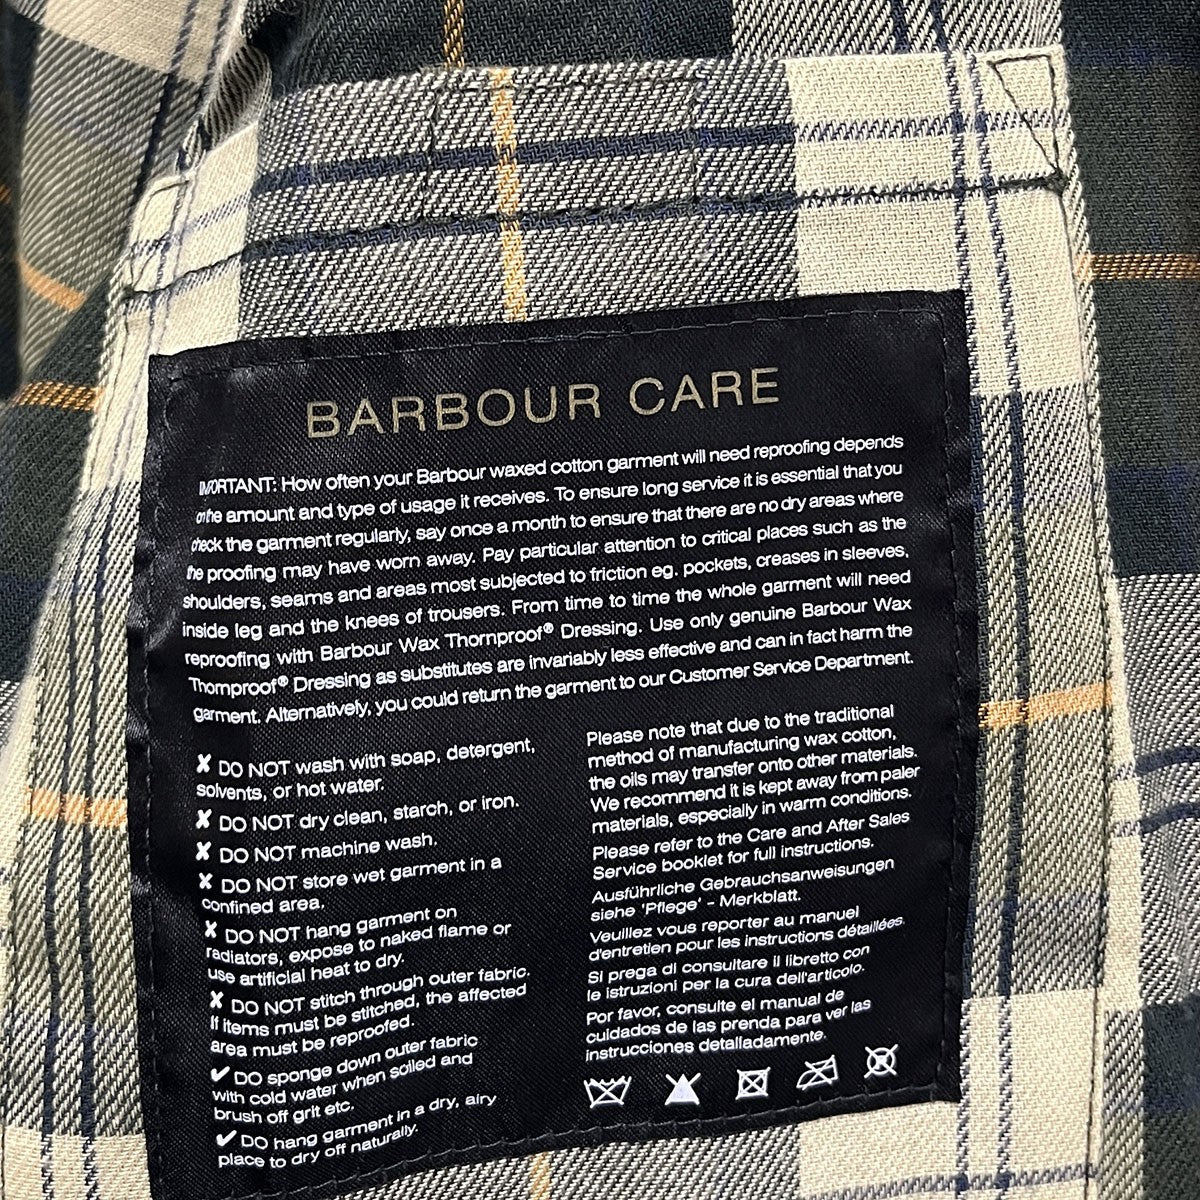 BARBOUR CARE
IMPORTANT: How often your Barbour waxed cotton garment will need reproofing depends
on the amount and type of usage it receives. To ensure long service it is essential that you
check the garment regularly, say once a month to ensure that there are no dry areas where
the proofing may have worn away. Pay particular attention to critical places such as the
shoulders, seams and areas most subjected to friction eg. pockets, creases in sleeves,
inside leg and the knees of trousers. From time to time the whole garment will need
reproofing with Barbour Wax Thornproof® Dressing. Use only genuine Barbour Wax
Thornproof® Dressing as substitutes are invariably less effective and can in fact harm the
garment. Alternatively, you could return the garment to our Customer Service Department.
✘ DO NOT wash with soap, detergent,
solvents, or hot water.
✘ DO NOT dry clean, starch, or iron.
✘ DO NOT machine wash.
✘ DO NOT store wet garment in a
confined area.
✘ DO NOT hang garment on
radiators, expose to naked flame or
use artificial heat to dry.
✘ DO NOT stitch through outer fabric.
If items must be stitched, the affected
area must be reproofed.
✔ DO sponge down outer fabric
with cold water when soiled and
brush off grit etc.
✔ DO hang garment in a dry, airy
place to dry off naturally.
Please note that due to the traditional
method of manufacturing wax cotton,
the oils may transfer onto other materials.
We recommend it is kept away from paler
materials, especially in warm conditions.
Please refer to the Care and After Sales
Service booklet for full instructions.
Ausführliche Gebrauchsanweisungen
siehe 'Pflege' - Merkblatt.
Veuillez vous reporter au manuel
d'entretien pour les instructions détaillées.
Si prega di consultare il libretto con
le istruzioni per la cura dell'articolo.
Por favor, consulte el manual de
cuidados de las prenda para ver las
instrucciones detalladamente.